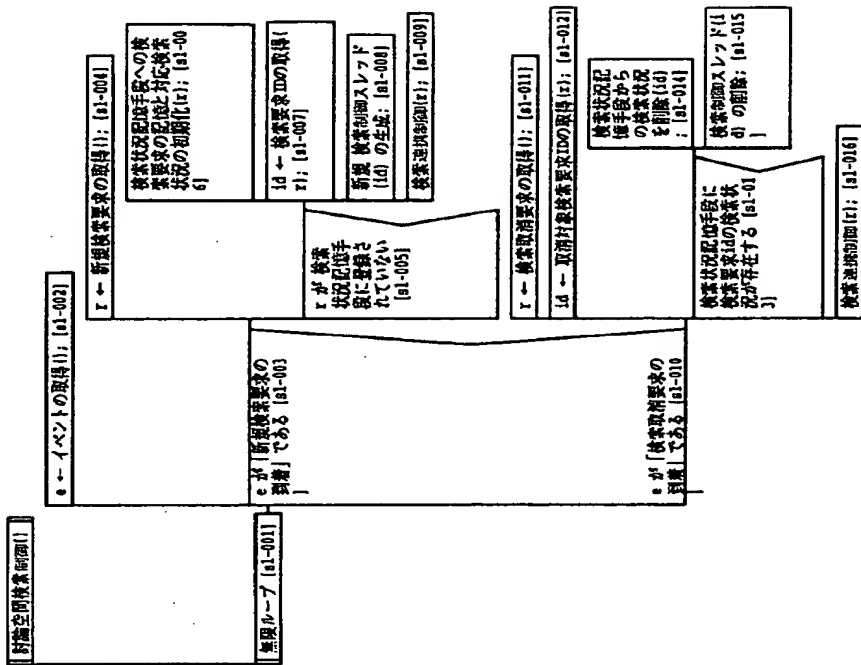 討論空間検索制御()
無限ループ [s1-001]
e ← イベントの取得(); [s1-002]
e が「新規検索要求の
到着」である [s1-003
]
r ← 新規検索要求の取得(); [s1-004]
r が 検索
状況記憶手
段に登録さ
れていない
[s1-005]
検索状況記憶手段への検
索要求の記憶と対応検索
状況の初期化(r); [s1-00
6]
id ← 検索要求IDの取得(
r); [s1-007]
新規 検索制御スレッド
(id) の生成; [s1-008]
検索連携制御(r); [s1-009]
e が「検索取消要求の
到着」である [s1-010
r ← 検索取消要求の取得(); [s1-011]
id ← 取消対象検索要求IDの取得(r); [s1-012]
検索状況記憶手段に
検索要求idの検索状
況が存在する [s1-01
3]
検索状況記
憶手段から
の検索状況
を削除(id)
; [s1-014]
検索制御スレッド(i
d) の削除; [s1-015
]
検索連携制御(r); [s1-016]